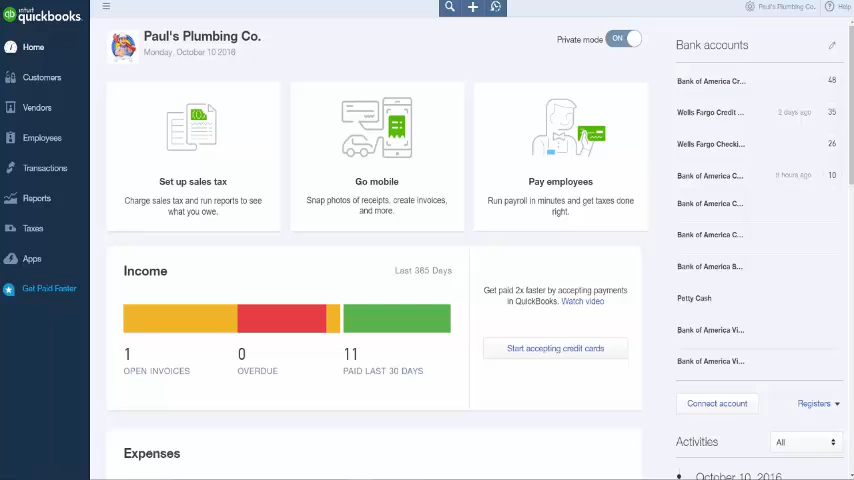 intuit
quickbooks.
Home
Customers
Vendors
Employees
Transactions
Reports
Taxes
Apps
Get Paid Faster
Paul's Plumbing Co.
Help
Paul's Plumbing Co.
Monday, October 10 2016
Private mode
ON
Set up sales tax
Charge sales tax and run reports to see
what you owe.
Go mobile
Snap photos of receipts, create invoices,
and more.
Pay employees
Run payroll in minutes and get taxes done
right.
Income
Last 365 Days
1
OPEN INVOICES
0
OVERDUE
11
PAID LAST 30 DAYS
Get paid 2x faster by accepting payments
in QuickBooks. Watch video
Start accepting credit cards
Expenses
Bank accounts
Bank of America Cr... 48
Wells Fargo Credit ... 2 days ago 35
Wells Fargo Checki... 26
Bank of America C... 9 hours ago 10
Bank of America C...
Bank of America C...
Bank of America S...
Petty Cash
Bank of America Vi...
Bank of America Vi...
Connect account
Registers
Activities
All
October 10, 2016